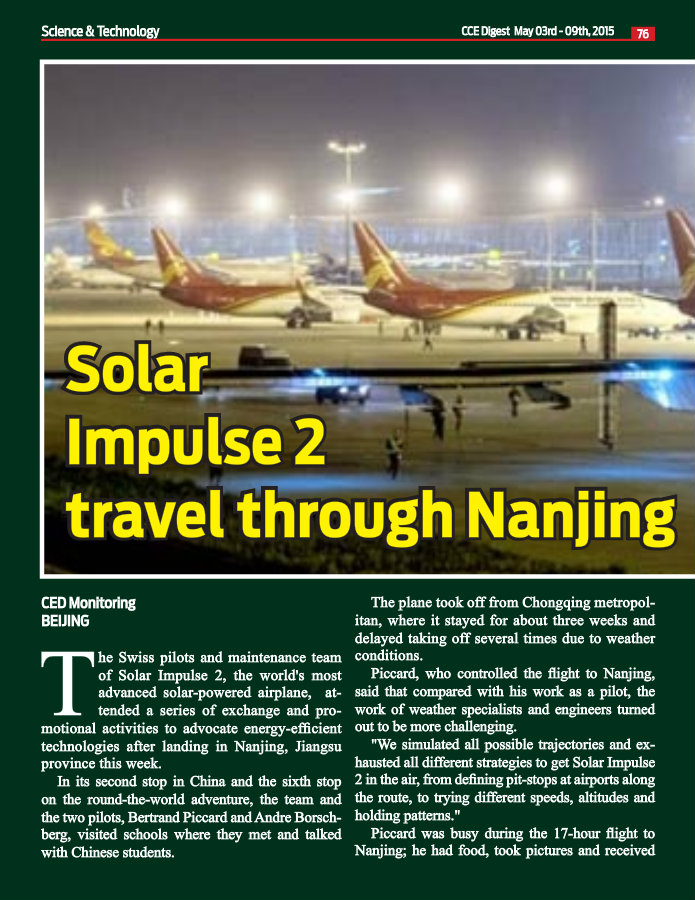 Science & Technology
CCE Digest May 03rd - 09th, 2015 76
Solar
Impulse 2
travel through Nanjing
CED Monitoring
BEIJING
The Swiss pilots and maintenance team
of Solar Impulse 2, the world's most
advanced solar-powered airplane, at-
tended a series of exchange and pro-
motional activities to advocate energy-efficient
technologies after landing in Nanjing, Jiangsu
province this week.
In its second stop in China and the sixth stop
on the round-the-world adventure, the team and
the two pilots, Bertrand Piccard and Andre Borsch-
berg, visited schools where they met and talked
with Chinese students.
The plane took off from Chongqing metropol-
itan, where it stayed for about three weeks and
delayed taking off several times due to weather
conditions.
Piccard, who controlled the flight to Nanjing,
said that compared with his work as a pilot, the
work of weather specialists and engineers turned
out to be more challenging.
"We simulated all possible trajectories and ex-
hausted all different strategies to get Solar Impulse
2 in the air, from defining pit-stops at airports along
the route, to trying different speeds, altitudes and
holding patterns."
Piccard was busy during the 17-hour flight to
Nanjing; he had food, took pictures and received